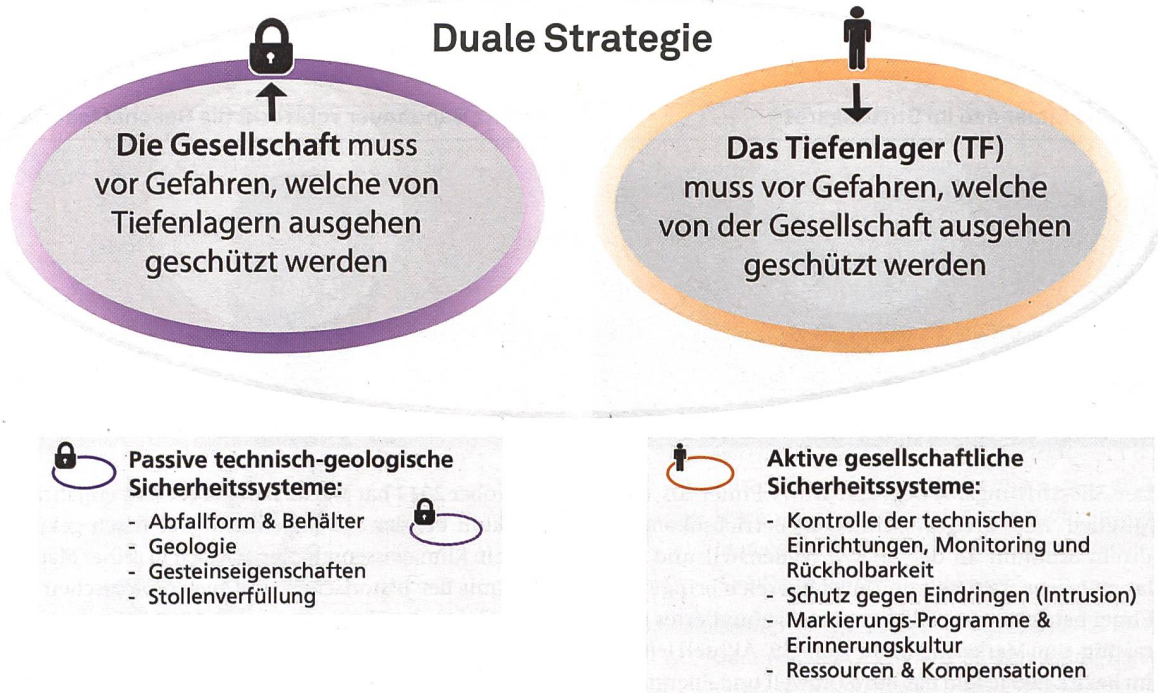 Duale Strategie
Die Gesellschaft muss
vor Gefahren, welche von
Tiefenlagern ausgehen
geschützt werden
Das Tiefenlager (TF)
muss vor Gefahren, welche
von der Gesellschaft ausgehen
geschützt werden
Passive technisch-geologische
Sicherheitssysteme:
- Abfallform & Behälter
- Geologie
- Gesteinseigenschaften
- Stollenverfüllung
Aktive gesellschaftliche
Sicherheitssysteme:
- Kontrolle der technischen
Einrichtungen, Monitoring und
Rückholbarkeit
- Schutz gegen Eindringen (Intrusion)
- Markierungs-Programme &
Erinnerungskultur
- Ressourcen & Kompensationen